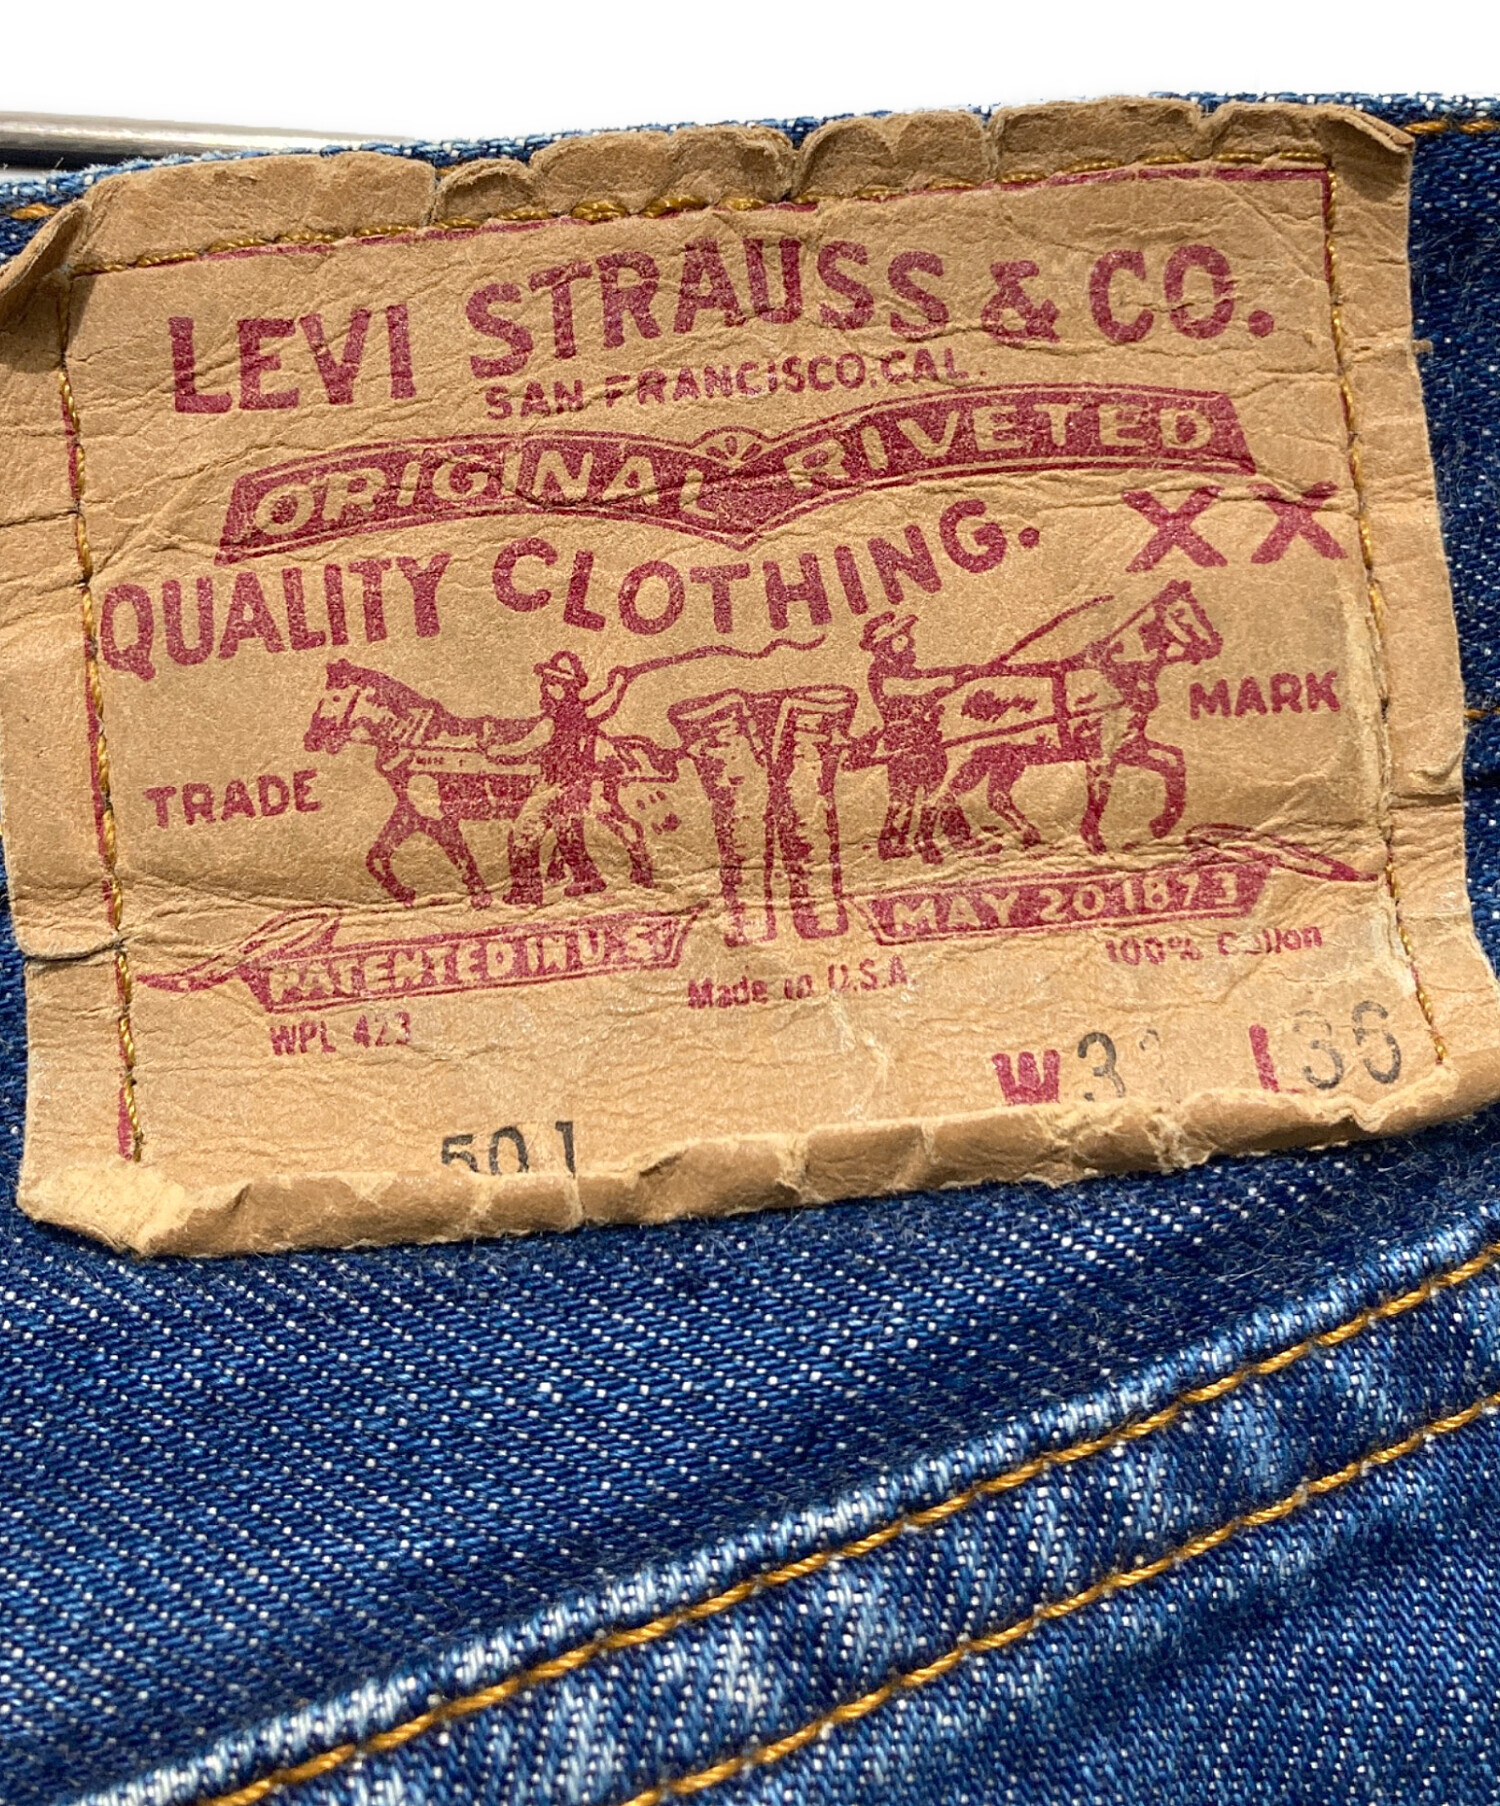 LEVI STRAUSS & CO.
SAN FRANCISCO, CAL.
ORIGINAL RIVETED
QUALITY CLOTHING. XX
TRADE MARK
PATENTED IN U.S. MAY 20 1873
WPL 423 Made in U.S.A. 100% Cotton
501 W L36